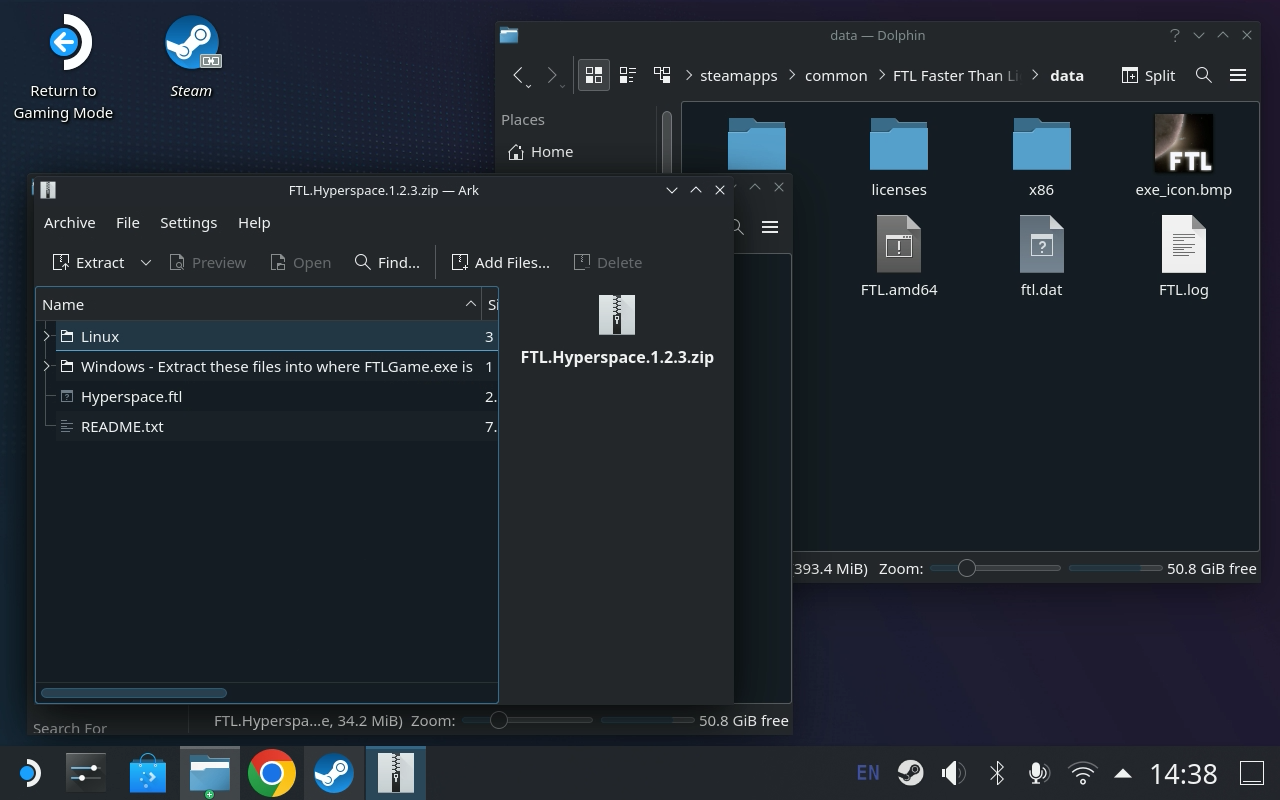 Return to
Gaming Mode
Steam
data — Dolphin
steamapps
common
FTL Faster Than Li
data
Split
Places
Home
licenses
x86
FTL
exe_icon.bmp
FTL.amd64
ftl.dat
FTL.log
393.4 MiB)
Zoom:
50.8 GiB free
FTL.Hyperspace.1.2.3.zip — Ark
Archive
File
Settings
Help
Extract
Preview
Open
Find...
Add Files...
Delete
Name
Si
Linux
3
Windows - Extract these files into where FTLGame.exe is
1
Hyperspace.ftl
2.
README.txt
7.
FTL.Hyperspace.1.2.3.zip
Search For
FTL.Hyperspa...e, 34.2 MiB)
Zoom:
50.8 GiB free
EN
14:38